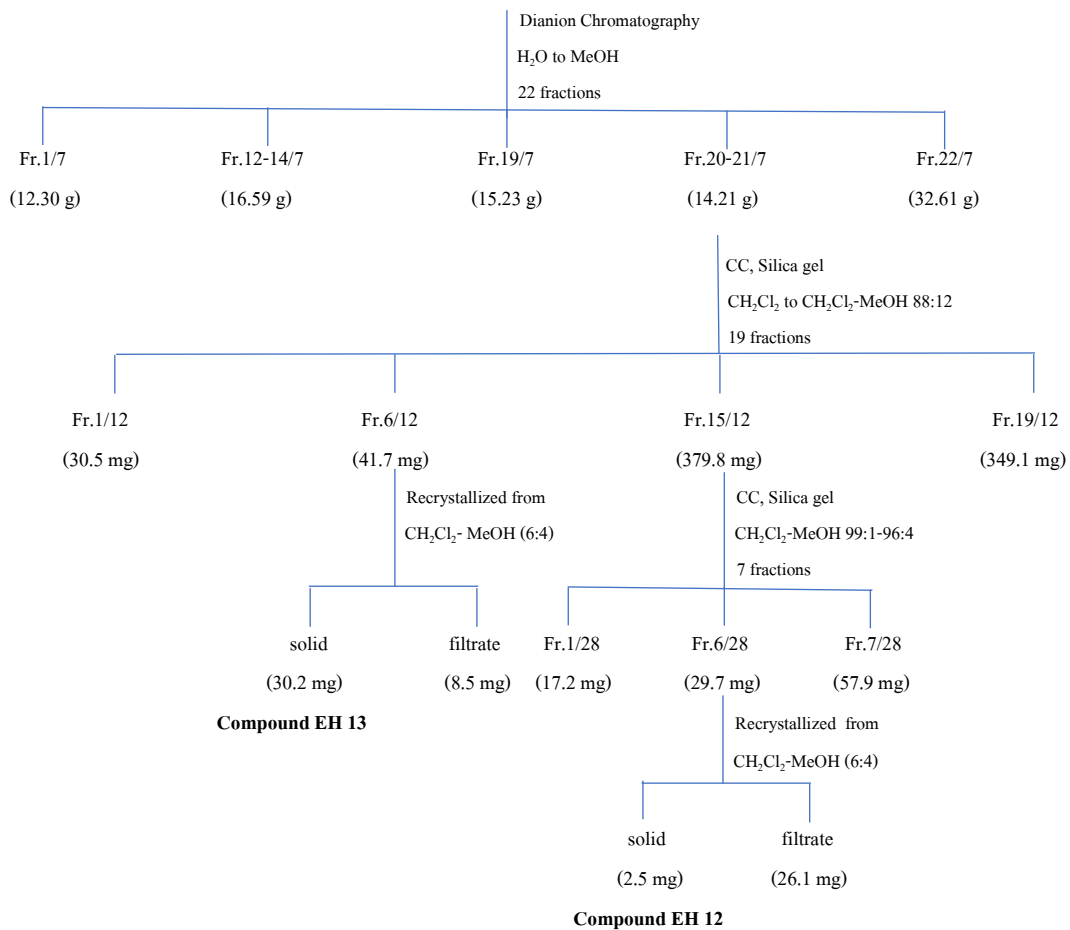 Dianion Chromatography
H₂O to MeOH
22 fractions
Fr.1/7 Fr.12-14/7 Fr.19/7 Fr.20-21/7 Fr.22/7
(12.30 g) (16.59 g) (15.23 g) (14.21 g) (32.61 g)
CC, Silica gel
CH₂Cl₂ to CH₂Cl₂-MeOH 88:12
19 fractions
Fr.1/12 Fr.6/12 Fr.15/12 Fr.19/12
(30.5 mg) (41.7 mg) (379.8 mg) (349.1 mg)
Recrystallized from CC, Silica gel
CH₂Cl₂- MeOH (6:4) CH₂Cl₂-MeOH 99:1-96:4
7 fractions
solid filtrate Fr.1/28 Fr.6/28 Fr.7/28
(30.2 mg) (8.5 mg) (17.2 mg) (29.7 mg) (57.9 mg)
Compound EH 13 Recrystallized from
CH₂Cl₂-MeOH (6:4)
solid filtrate
(2.5 mg) (26.1 mg)
Compound EH 12